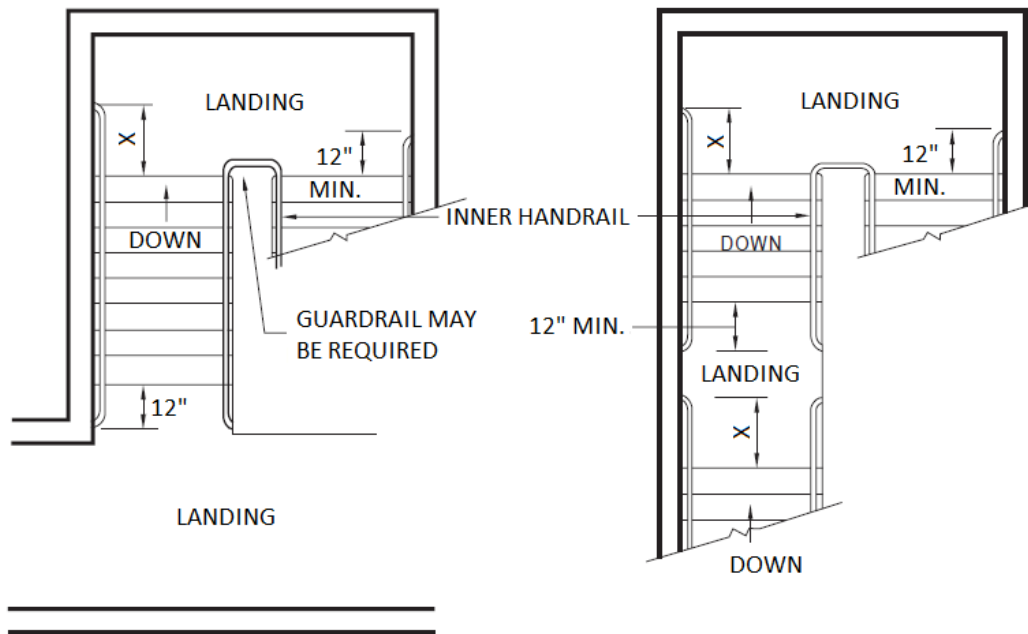 LANDING
X
12"
MIN.
DOWN
INNER HANDRAIL
GUARDRAIL MAY
BE REQUIRED
12"
LANDING
LANDING
X
12"
MIN.
DOWN
12" MIN.
LANDING
X
DOWN